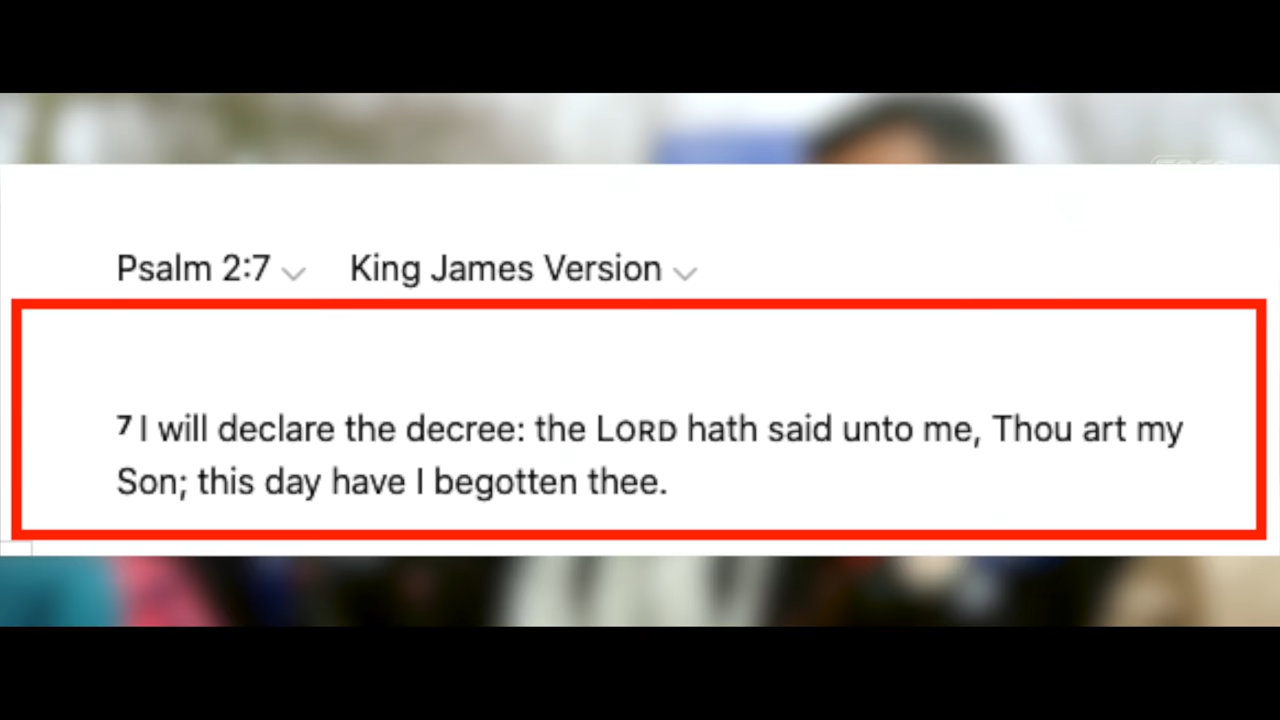 Psalm 2:7 King James Version
7 I will declare the decree: the LORD hath said unto me, Thou art my
Son; this day have I begotten thee.